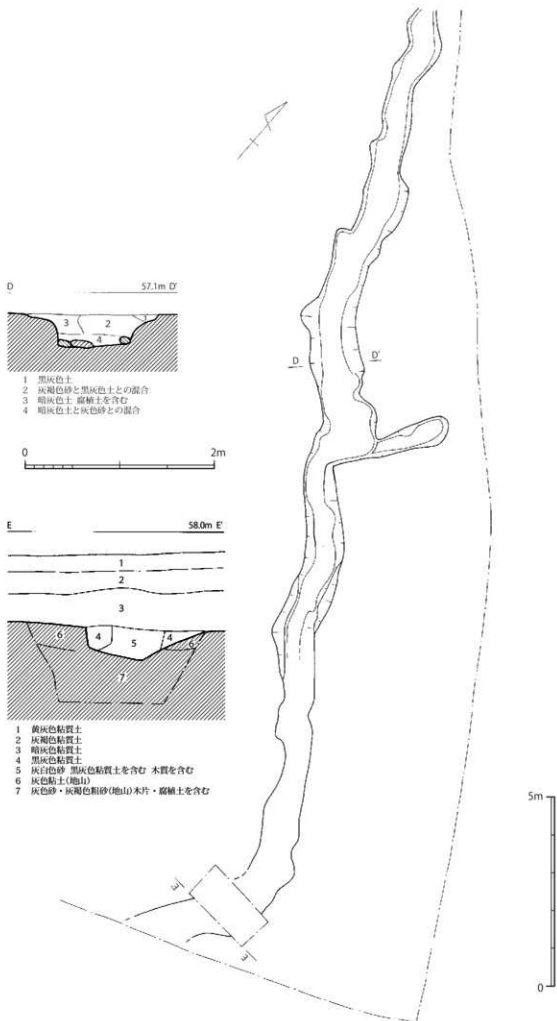 D 57.1m D'
3 2 1
4
1 黒灰色土
2 灰褐色砂と黒灰色土との混合
3 暗灰色土 腐植土を含む
4 暗灰色土と灰色砂との混合
0 2m
E 58.0m E'
1
2
3
6 4 5 4 6
7
1 黄灰色粘質土
2 灰褐色粘質土
3 暗灰色粘質土
4 黒灰色粘質土
5 灰白色砂 黒灰色粘質土を含む 木質を含む
6 灰色粘土(地山)
7 灰色砂・灰褐色粗砂(地山)木片・腐植土を含む
D D'
E
E'
5m
0